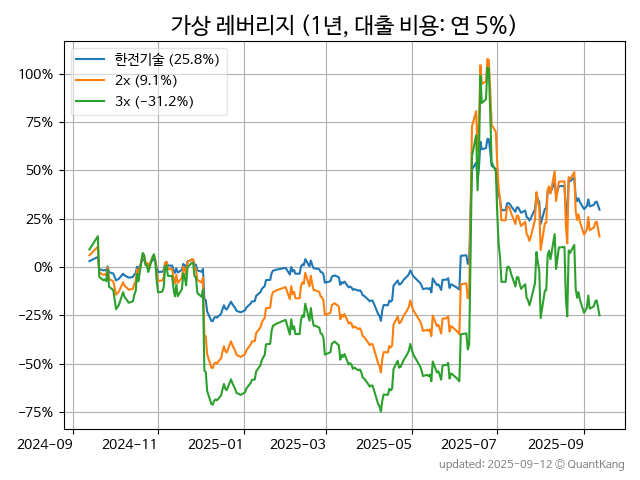 가상 레버리지 (1년, 대출 비용: 연 5%)
한전기술 (25.8%)
2x (9.1%)
3x (-31.2%)
100%
75%
50%
25%
0%
-25%
-50%
-75%
2024-09 2024-11 2025-01 2025-03 2025-05 2025-07 2025-09
updated: 2025-09-12 © QuantKang